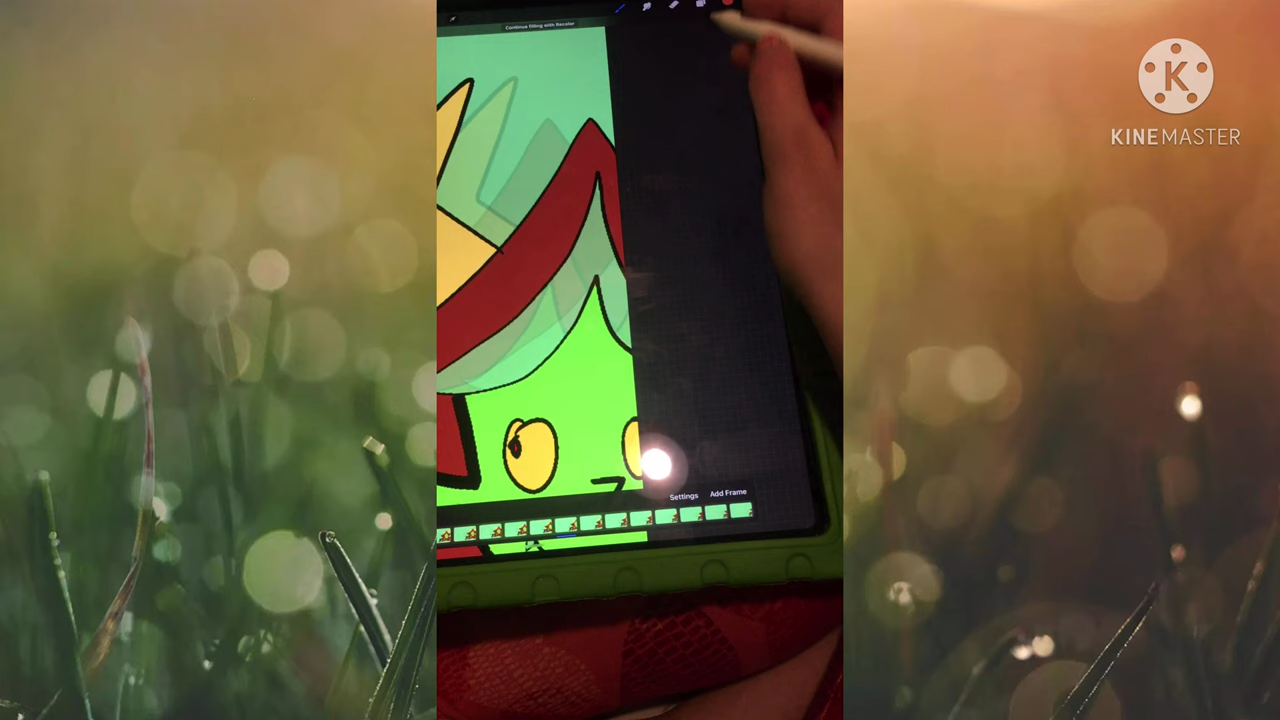 Continue filling with Recolor
K
KINEMASTER
Settings
Add Frame